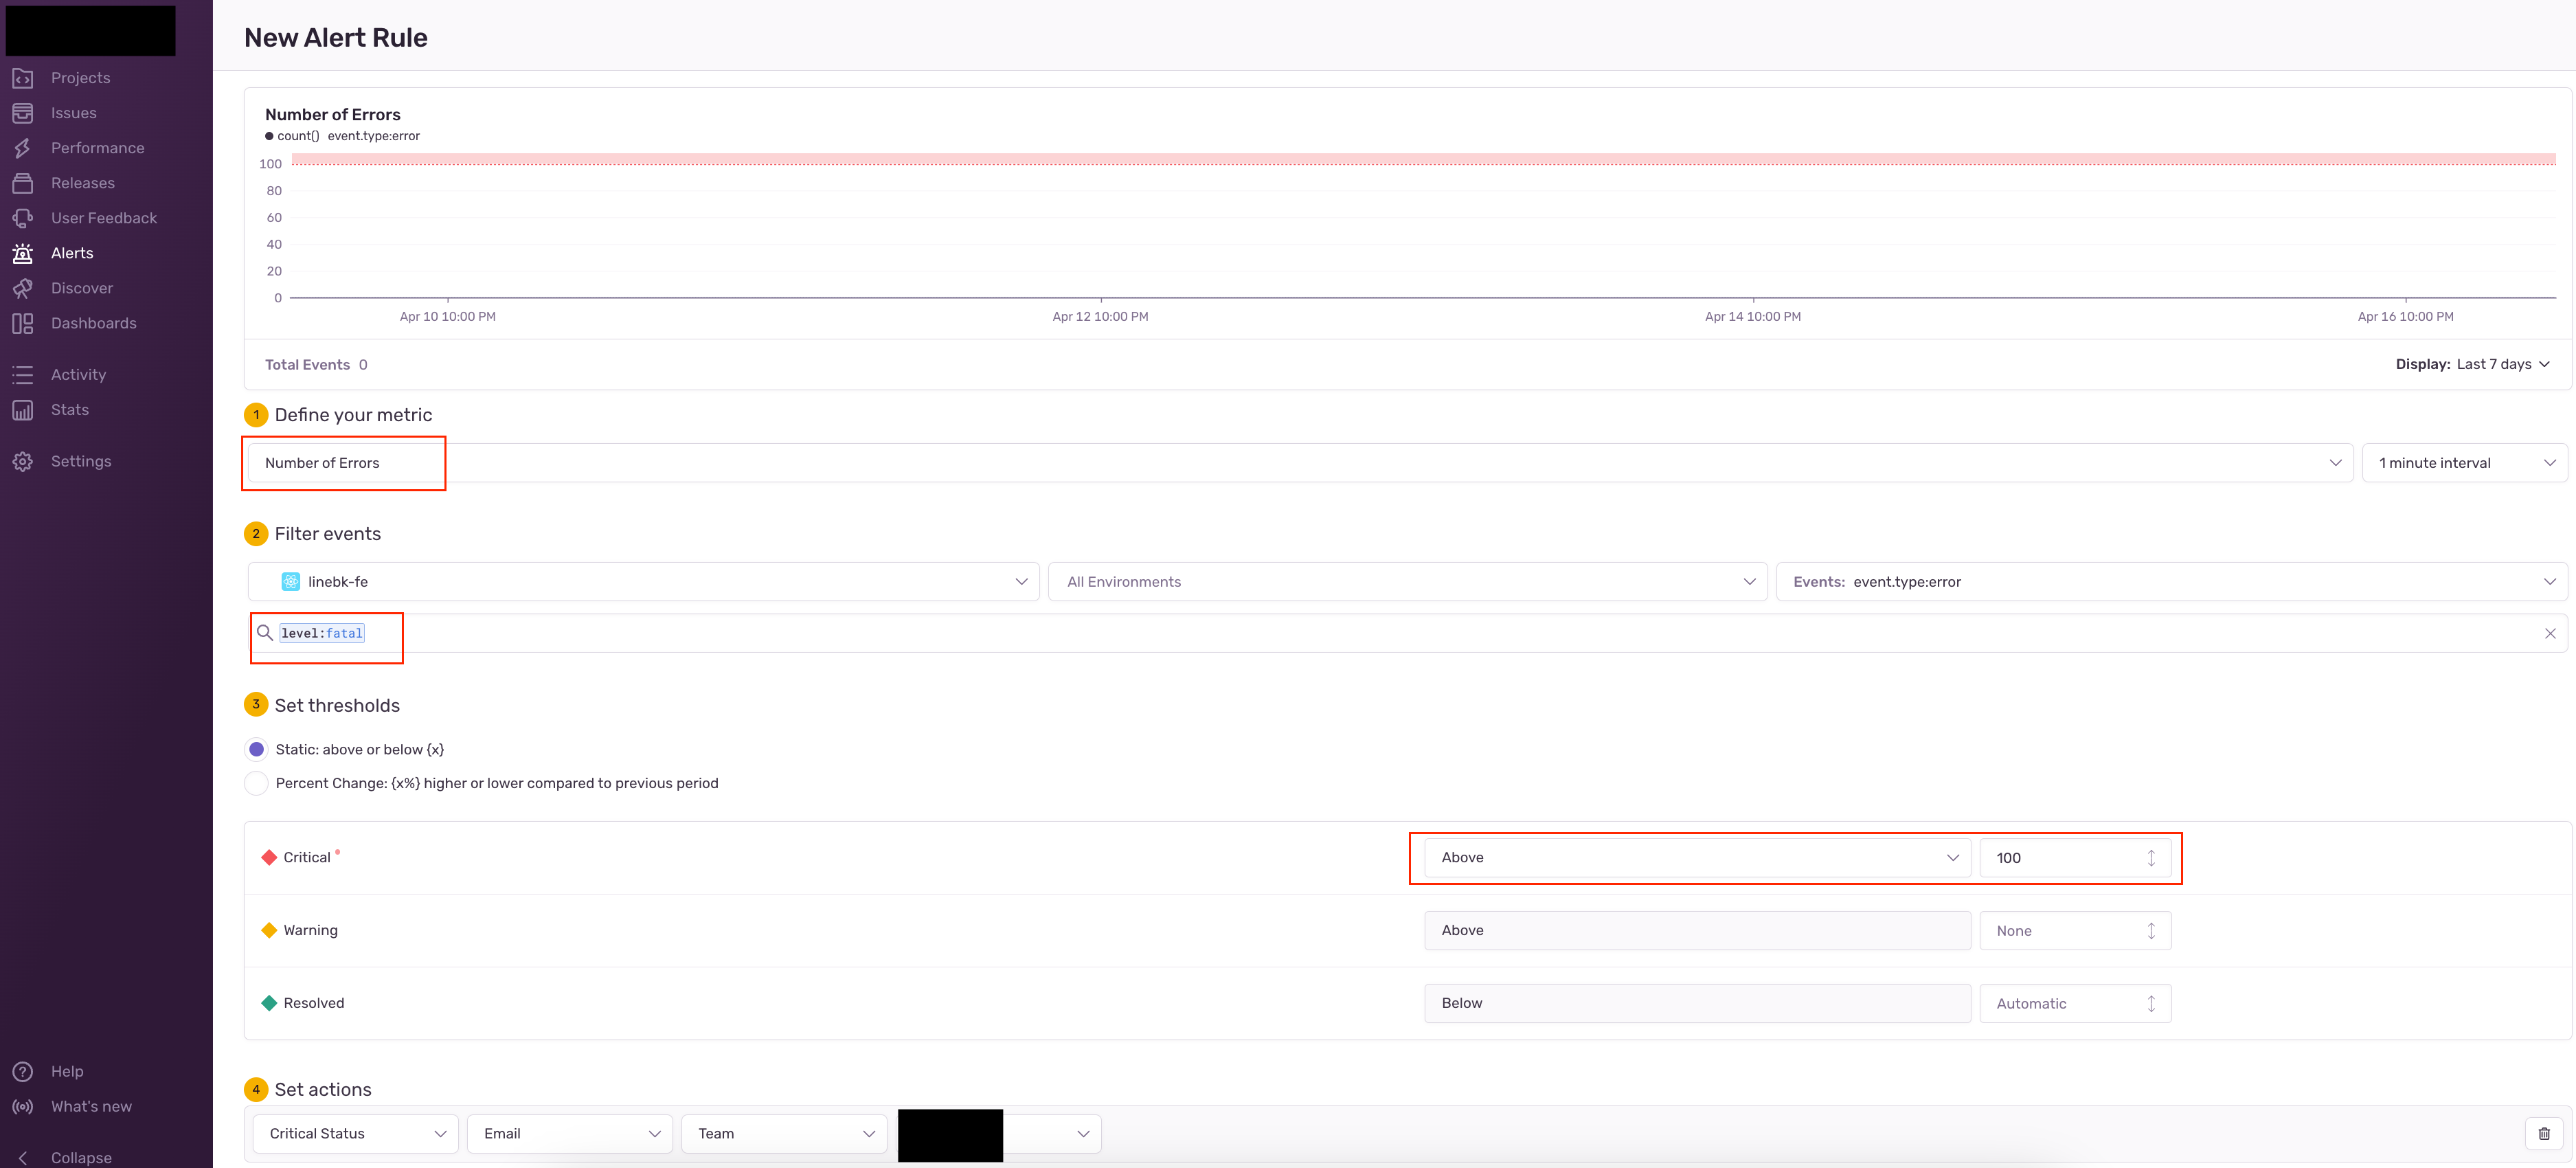 Projects
Issues
Performance
Releases
User Feedback
Alerts
Discover
Dashboards
Activity
Stats
Settings
Help
What's new
Collapse
New Alert Rule
Number of Errors
count() event.type:error
100
80
60
40
20
0
Apr 10 10:00 PM Apr 12 10:00 PM Apr 14 10:00 PM Apr 16 10:00 PM
Total Events 0 Display: Last 7 days
1 Define your metric
Number of Errors 1 minute interval
2 Filter events
linebk-fe All Environments Events: event.type:error
level:fatal
3 Set thresholds
Static: above or below {x}
Percent Change: {x%} higher or lower compared to previous period
Critical Above 100
Warning Above None
Resolved Below Automatic
4 Set actions
Critical Status Email Team